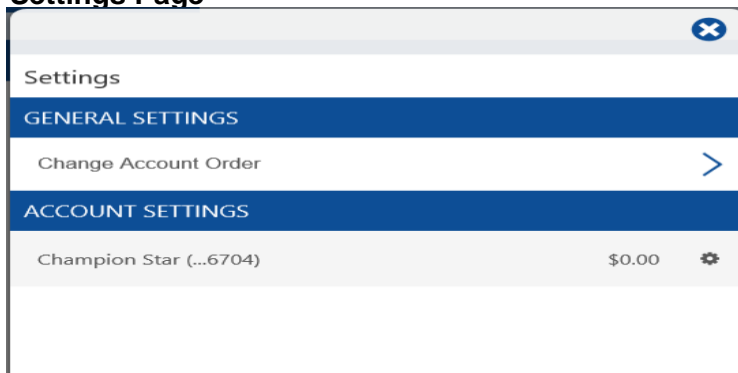 Settings Page
Settings
GENERAL SETTINGS
Change Account Order
ACCOUNT SETTINGS
Champion Star (...6704) $0.00